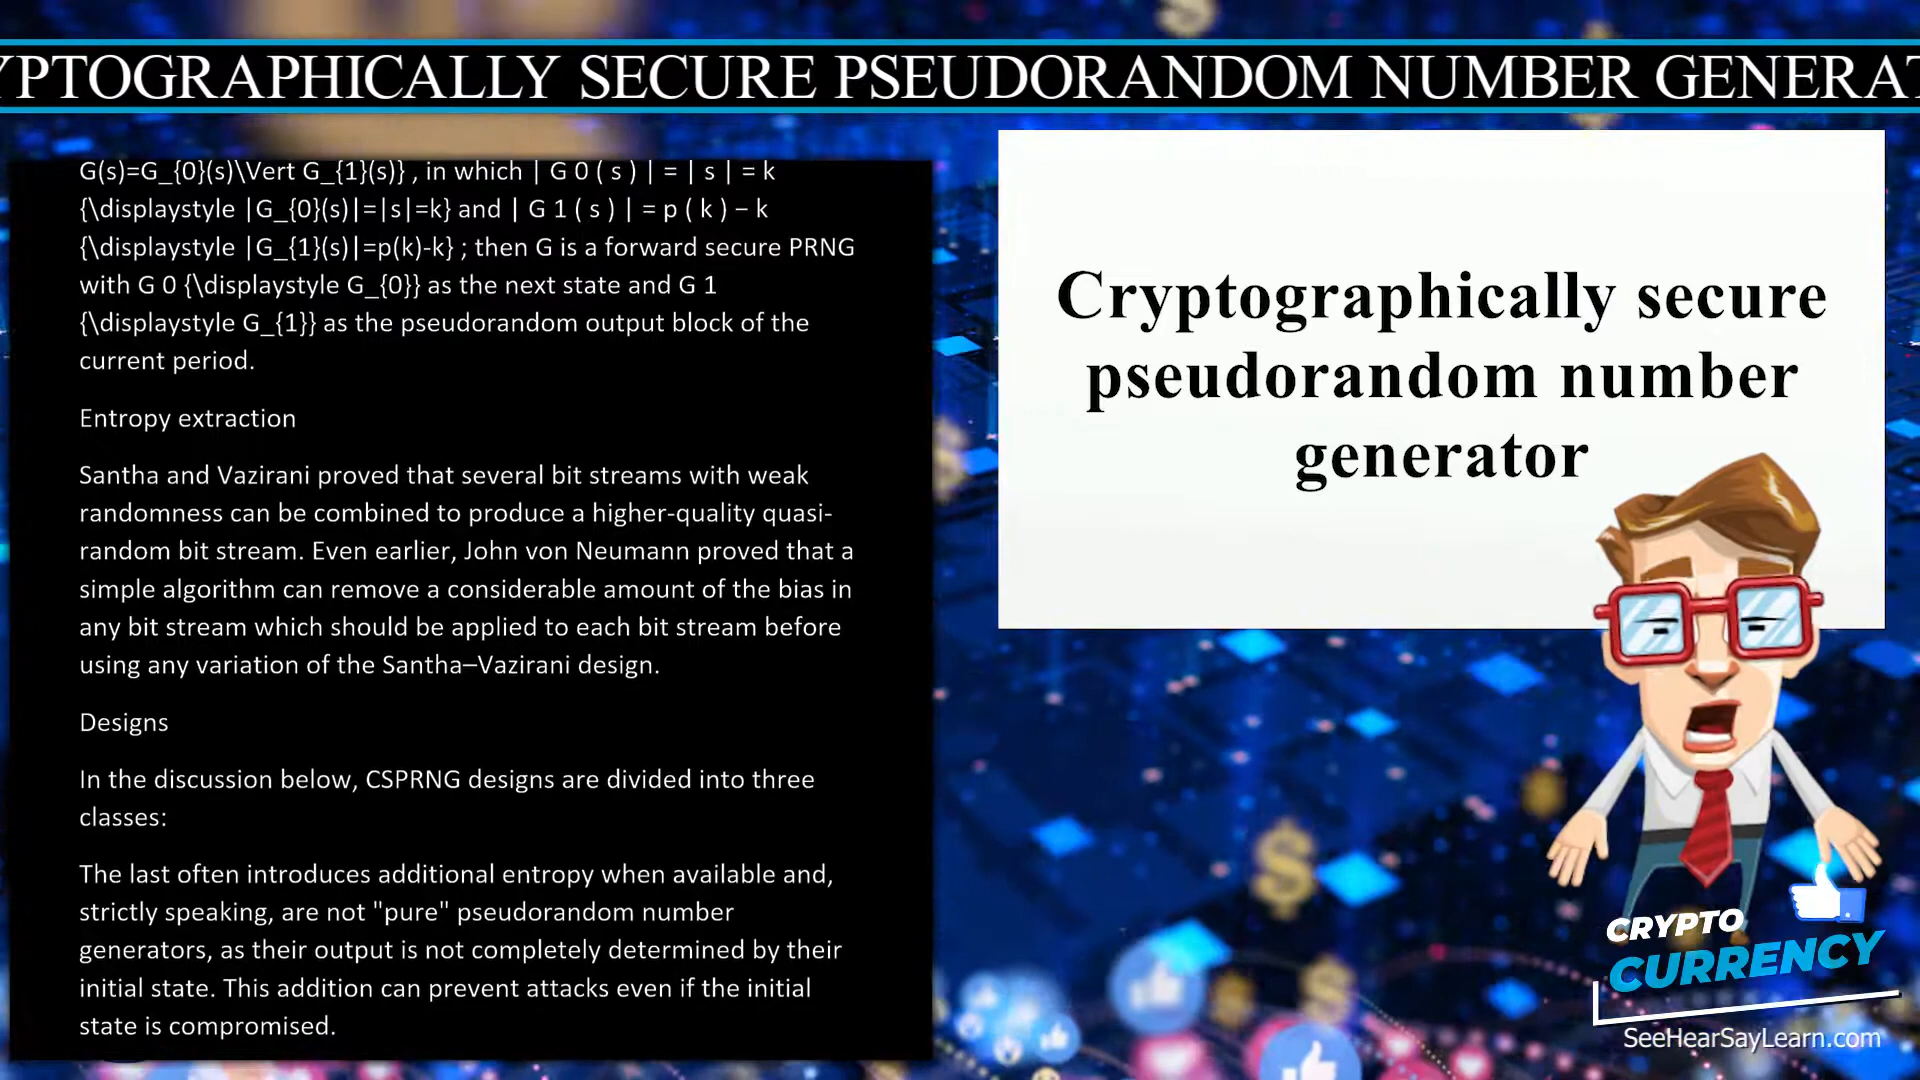 YPTOGRAPHICALLY SECURE PSEUDORANDOM NUMBER GENERAT
G(s)=G_{0}(s)\Vert G_{1}(s)} , in which | G 0 ( s ) | = | s | = k
{\displaystyle |G_{0}(s)|=|s|=k} and | G 1 ( s ) | = p ( k ) − k
{\displaystyle |G_{1}(s)|=p(k)-k} ; then G is a forward secure PRNG
with G 0 {\displaystyle G_{0}} as the next state and G 1
{\displaystyle G_{1}} as the pseudorandom output block of the
current period.
Entropy extraction
Santha and Vazirani proved that several bit streams with weak
randomness can be combined to produce a higher-quality quasi-
random bit stream. Even earlier, John von Neumann proved that a
simple algorithm can remove a considerable amount of the bias in
any bit stream which should be applied to each bit stream before
using any variation of the Santha–Vazirani design.
Designs
In the discussion below, CSPRNG designs are divided into three
classes:
The last often introduces additional entropy when available and,
strictly speaking, are not "pure" pseudorandom number
generators, as their output is not completely determined by their
initial state. This addition can prevent attacks even if the initial
state is compromised.
Cryptographically secure
pseudorandom number
generator
CRYPTO
CURRENCY
SeeHearSayLearn.com